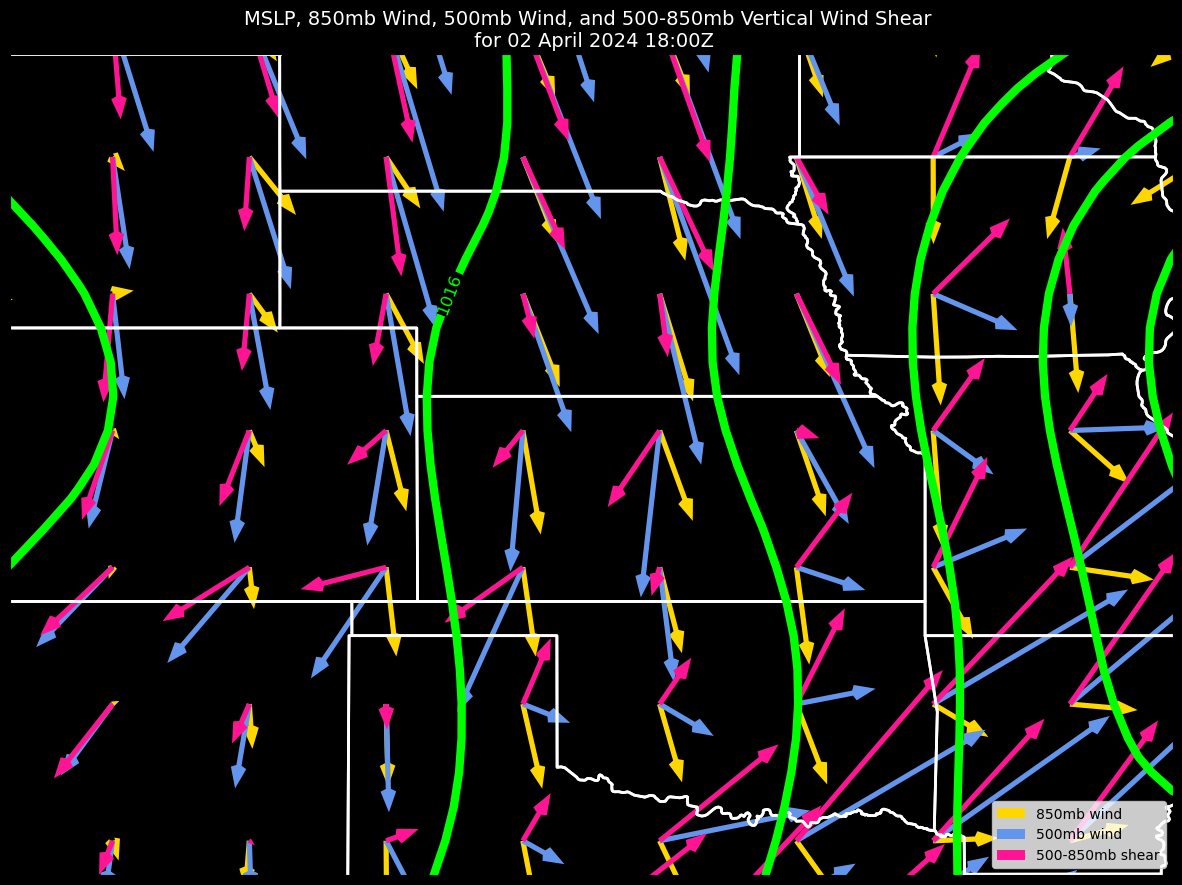 MSLP, 850mb Wind, 500mb Wind, and 500-850mb Vertical Wind Shear
for 02 April 2024 18:00Z
1016
850mb wind
500mb wind
500-850mb shear